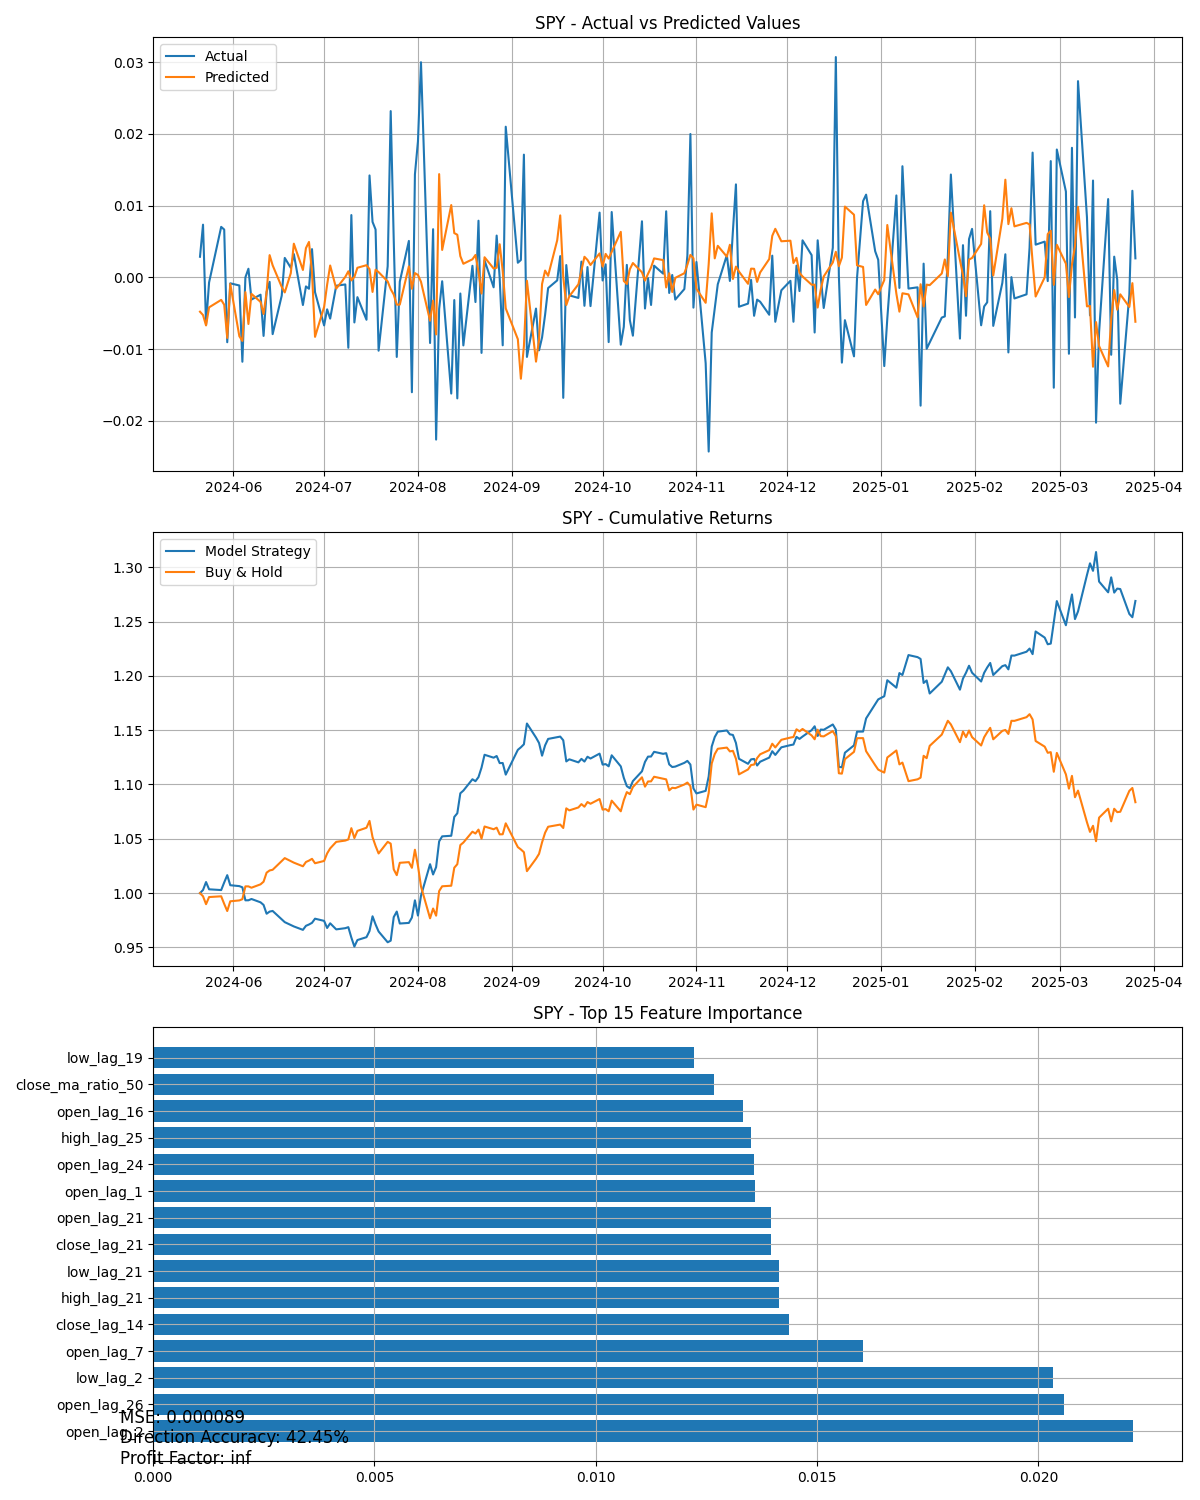 SPY - Actual vs Predicted Values
Actual
Predicted
0.03
0.02
0.01
0.00
−0.01
−0.02
2024-06 2024-07 2024-08 2024-09 2024-10 2024-11 2024-12 2025-01 2025-02 2025-03 2025-04
SPY - Cumulative Returns
Model Strategy
Buy & Hold
1.30
1.25
1.20
1.15
1.10
1.05
1.00
0.95
2024-06 2024-07 2024-08 2024-09 2024-10 2024-11 2024-12 2025-01 2025-02 2025-03 2025-04
SPY - Top 15 Feature Importance
low_lag_19
close_ma_ratio_50
open_lag_16
high_lag_25
open_lag_24
open_lag_1
open_lag_21
close_lag_21
low_lag_21
high_lag_21
close_lag_14
open_lag_7
low_lag_2
open_lag_26
MSE: 0.000089
open_lag_2
Direction Accuracy: 42.45%
Profit Factor: inf
0.000 0.005 0.010 0.015 0.020